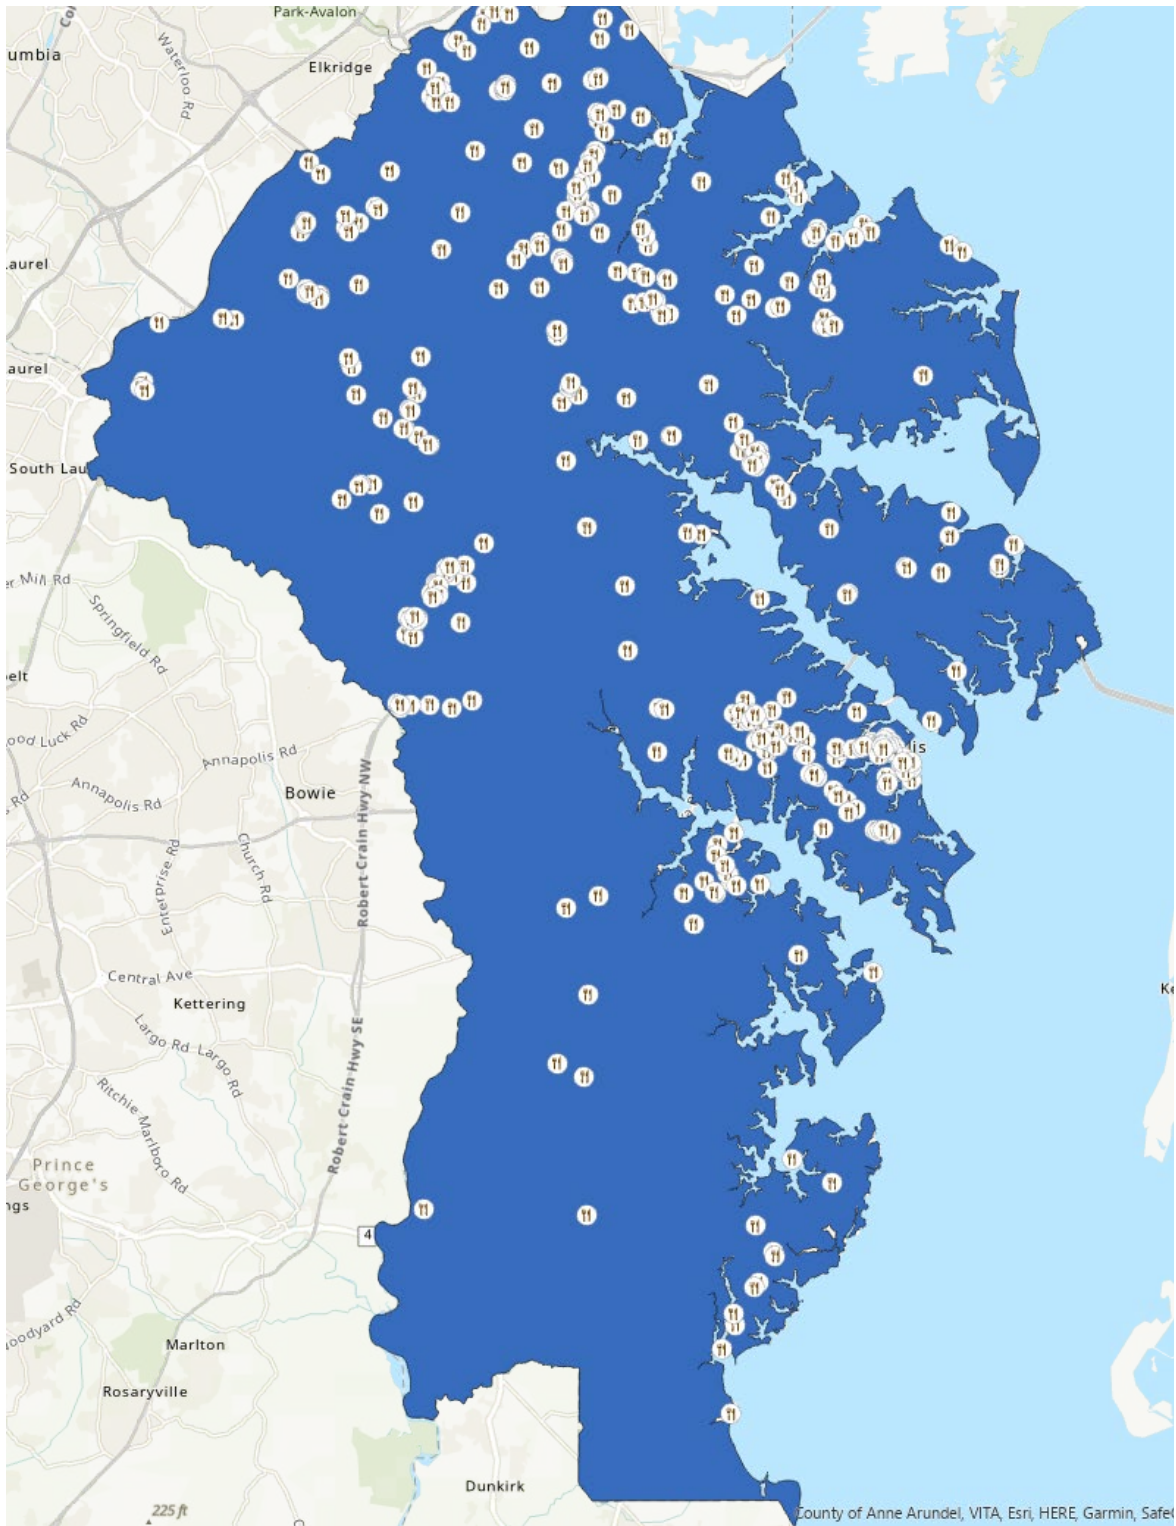 Park-Avalon
Waterloo Rd
umbia
Elkridge
aurel
aurel
South Lau
er Mill Rd
Springfield Rd
elt
ood Luck Rd
Annapolis Rd
lis
Annapolis Rd
Bowie
s Rd
Robert Crain Hwy NW
Church Rd
Enterprise Rd
Central Ave
Kettering
Ke
Largo Rd
Largo Rd
Robert Crain Hwy SE
Ritchie Marlboro Rd
Prince
George's
ngs
4
oodyard Rd
Marlton
Rosaryville
Dunkirk
225 ft
County of Anne Arundel, VITA, Esri, HERE, Garmin, Safe